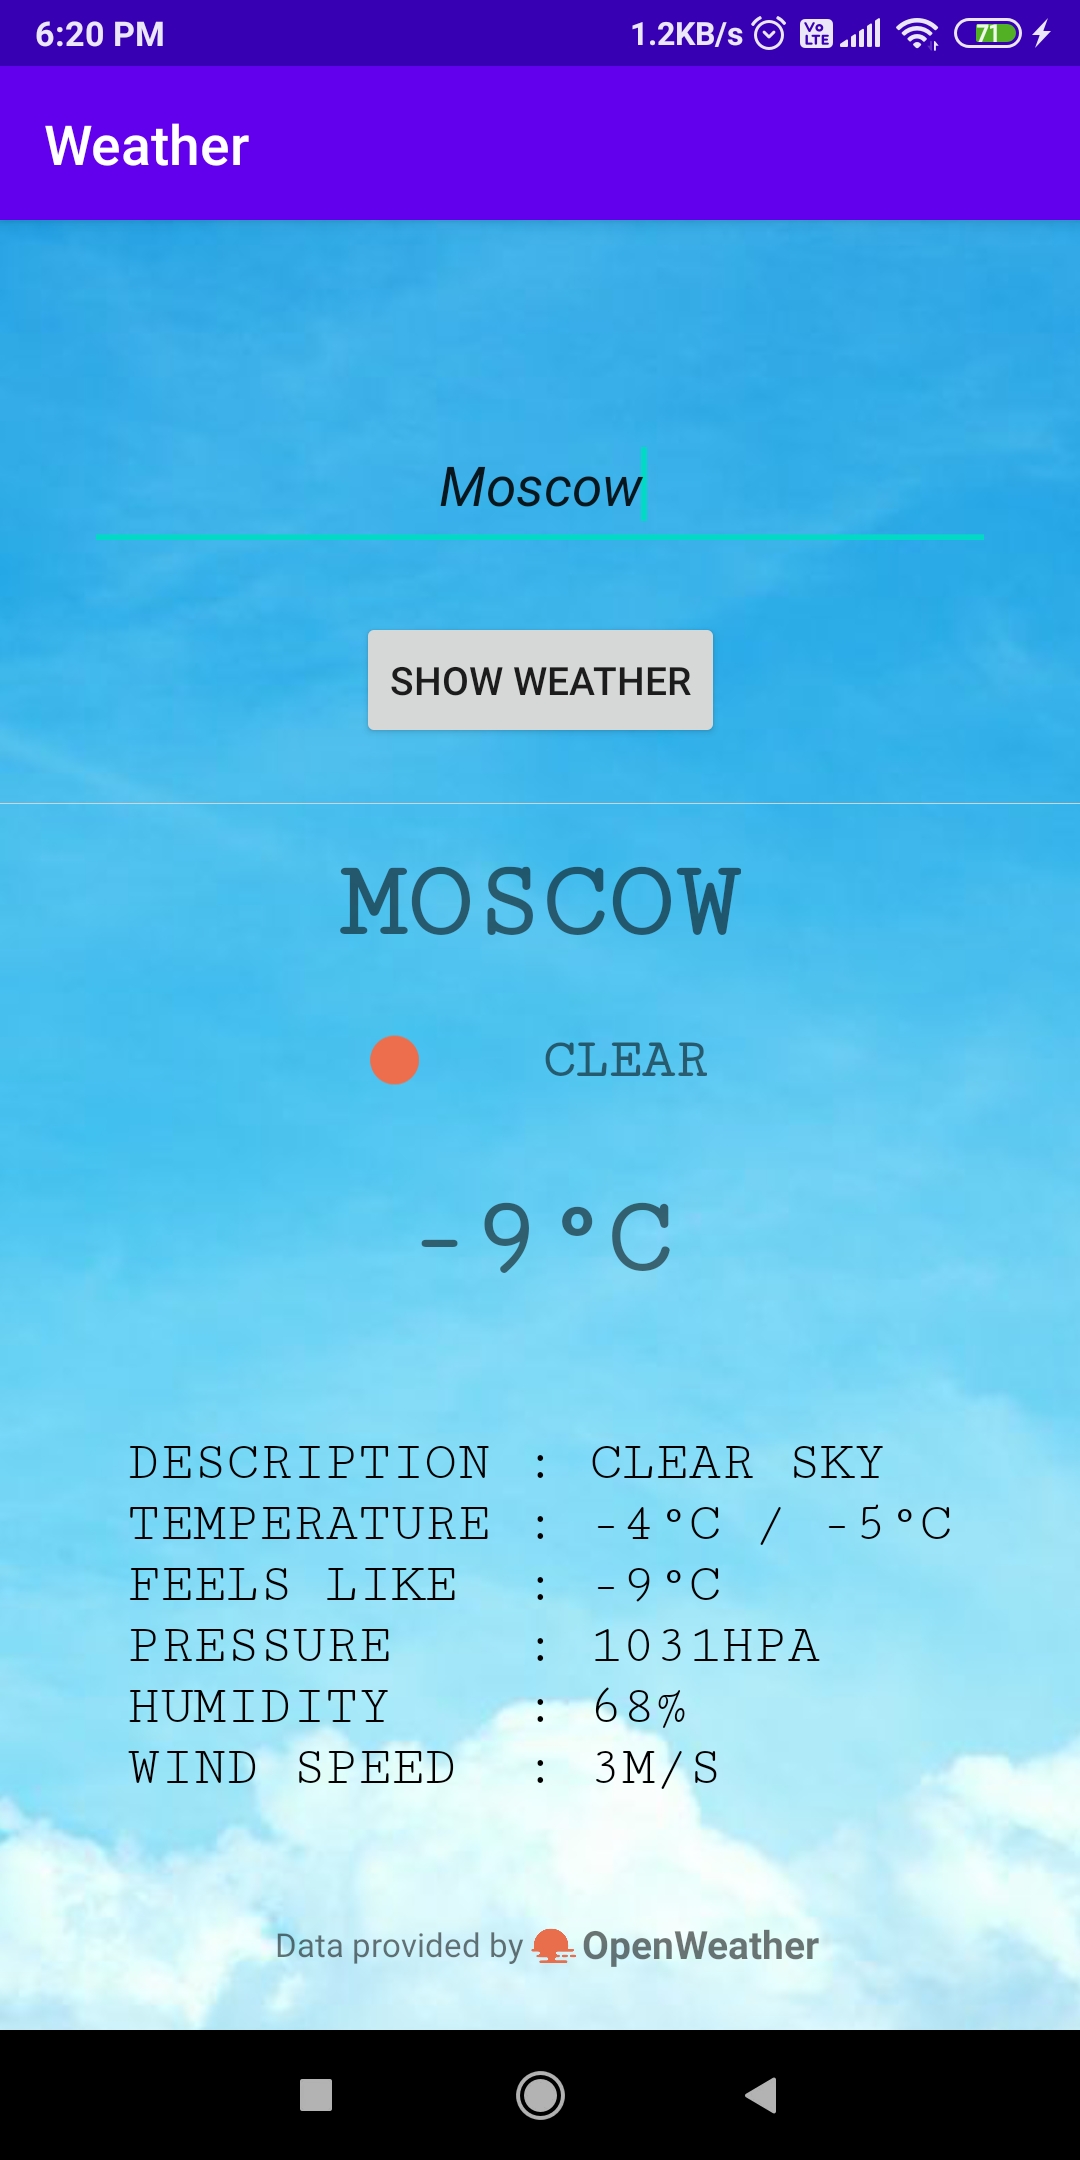 6:20 PM 1.2KB/s Vo LTE 71
Weather
Moscow
SHOW WEATHER
MOSCOW
CLEAR
-9°C
DESCRIPTION : CLEAR SKY
TEMPERATURE : -4°C / -5°C
FEELS LIKE : -9°C
PRESSURE : 1031HPA
HUMIDITY : 68%
WIND SPEED : 3M/S
Data provided by OpenWeather